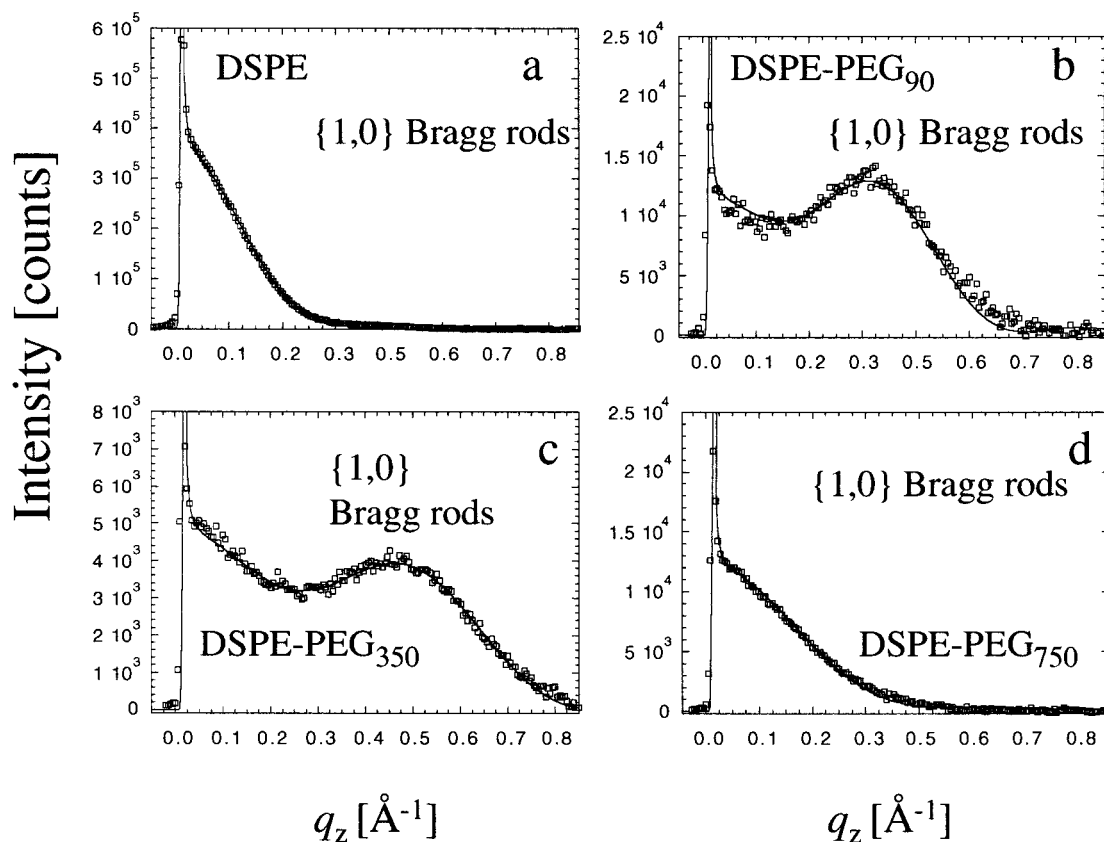 Intensity [counts]
6 10⁵
5 10⁵
4 10⁵
3 10⁵
2 10⁵
1 10⁵
0
DSPE
a
{1,0} Bragg rods
0.0 0.1 0.2 0.3 0.4 0.5 0.6 0.7 0.8
2.5 10⁴
2 10⁴
1.5 10⁴
1 10⁴
5 10³
0
DSPE-PEG₉₀
b
{1,0} Bragg rods
0.0 0.1 0.2 0.3 0.4 0.5 0.6 0.7 0.8
8 10³
7 10³
6 10³
5 10³
4 10³
3 10³
2 10³
1 10³
0
c
{1,0}
Bragg rods
DSPE-PEG₃₅₀
0.0 0.1 0.2 0.3 0.4 0.5 0.6 0.7 0.8
q_z [Å⁻¹]
2.5 10⁴
2 10⁴
1.5 10⁴
1 10⁴
5 10³
0
d
{1,0} Bragg rods
DSPE-PEG₇₅₀
0.0 0.1 0.2 0.3 0.4 0.5 0.6 0.7 0.8
q_z [Å⁻¹]